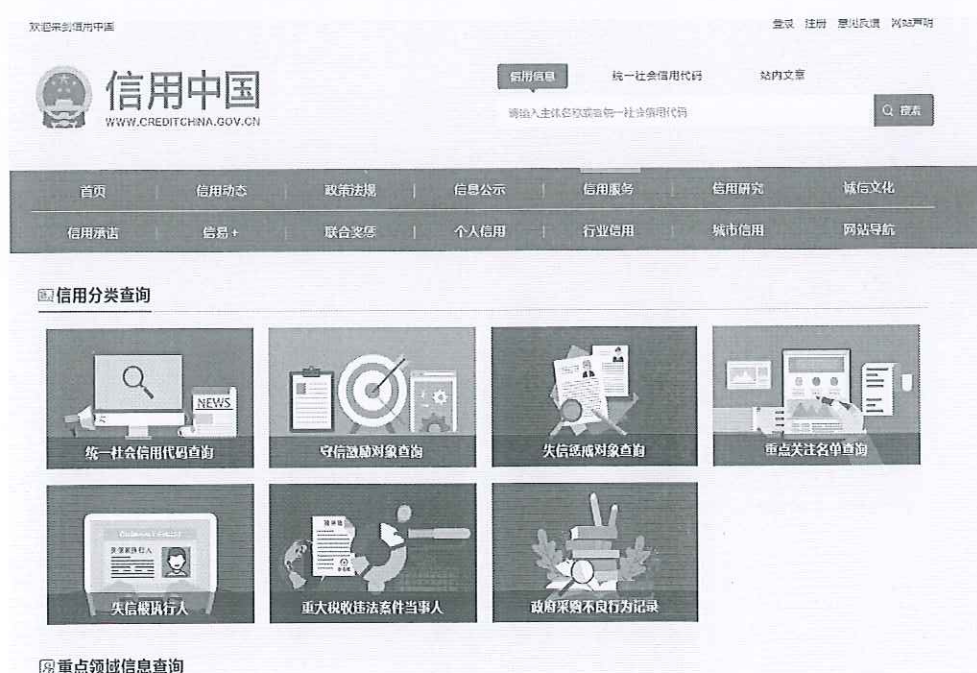 欢迎来到信用中国
登录 注册 意见反馈 网站声明
信用信息 统一社会信用代码 站内文章
信用中国
WWW.CREDITCHINA.GOV.CN
请输入主体名称或者统一社会信用代码
搜索
首页 信用动态 政策法规 信息公示 信用服务 信用研究 诚信文化
信用承诺 信易+ 联合奖惩 个人信用 行业信用 城市信用 网站导航
信用分类查询
NEWS
统一社会信用代码查询 守信激励对象查询 失信惩戒对象查询 重点关注名单查询
失信被执行人
失信被执行人 重大税收违法案件当事人 政府采购不良行为记录
重点领域信息查询